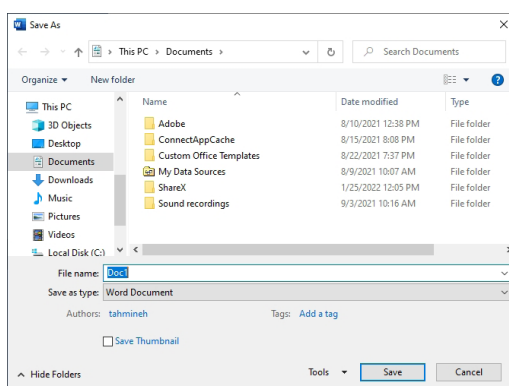 Save As
This PC > Documents >
Search Documents
Organize
New folder
Name
Date modified
Type
This PC
3D Objects
Desktop
Documents
Downloads
Music
Pictures
Videos
Local Disk (C:)
Adobe 8/10/2021 12:38 PM File folder
ConnectAppCache 8/15/2021 8:08 PM File folder
Custom Office Templates 8/22/2021 7:37 PM File folder
My Data Sources 8/9/2021 10:07 AM File folder
ShareX 1/25/2022 12:05 PM File folder
Sound recordings 9/3/2021 10:16 AM File folder
File name: Doc1
Save as type: Word Document
Authors: tahmineh
Tags: Add a tag
Save Thumbnail
Hide Folders
Tools
Save
Cancel